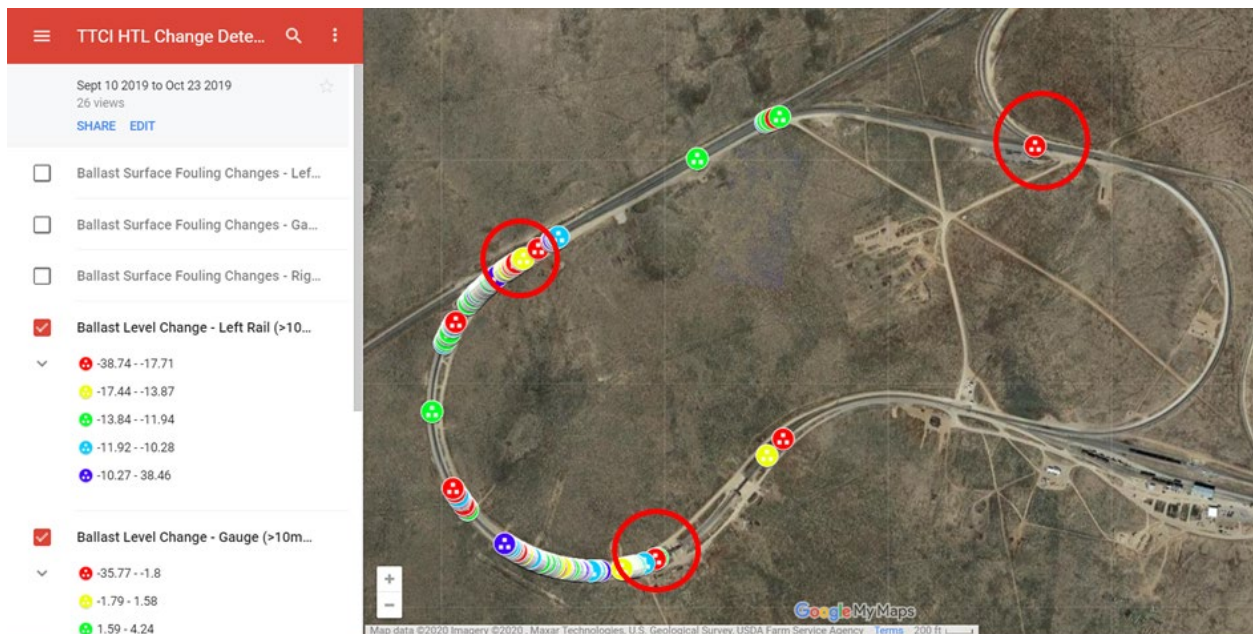 TTCI HTL Change Dete...
Sept 10 2019 to Oct 23 2019
26 views
SHARE EDIT
Ballast Surface Fouling Changes - Lef...
Ballast Surface Fouling Changes - Ga...
Ballast Surface Fouling Changes - Rig...
Ballast Level Change - Left Rail (>10...
-38.74 - -17.71
-17.44 - -13.87
-13.84 - -11.94
-11.92 - -10.28
-10.27 - 38.46
Ballast Level Change - Gauge (>10m...
-35.77 - -1.8
-1.79 - 1.58
1.59 - 4.24
Google My Maps
Map data ©2020 Imagery ©2020 , Maxar Technologies, U.S. Geological Survey, USDA Farm Service Agency Terms 200 ft